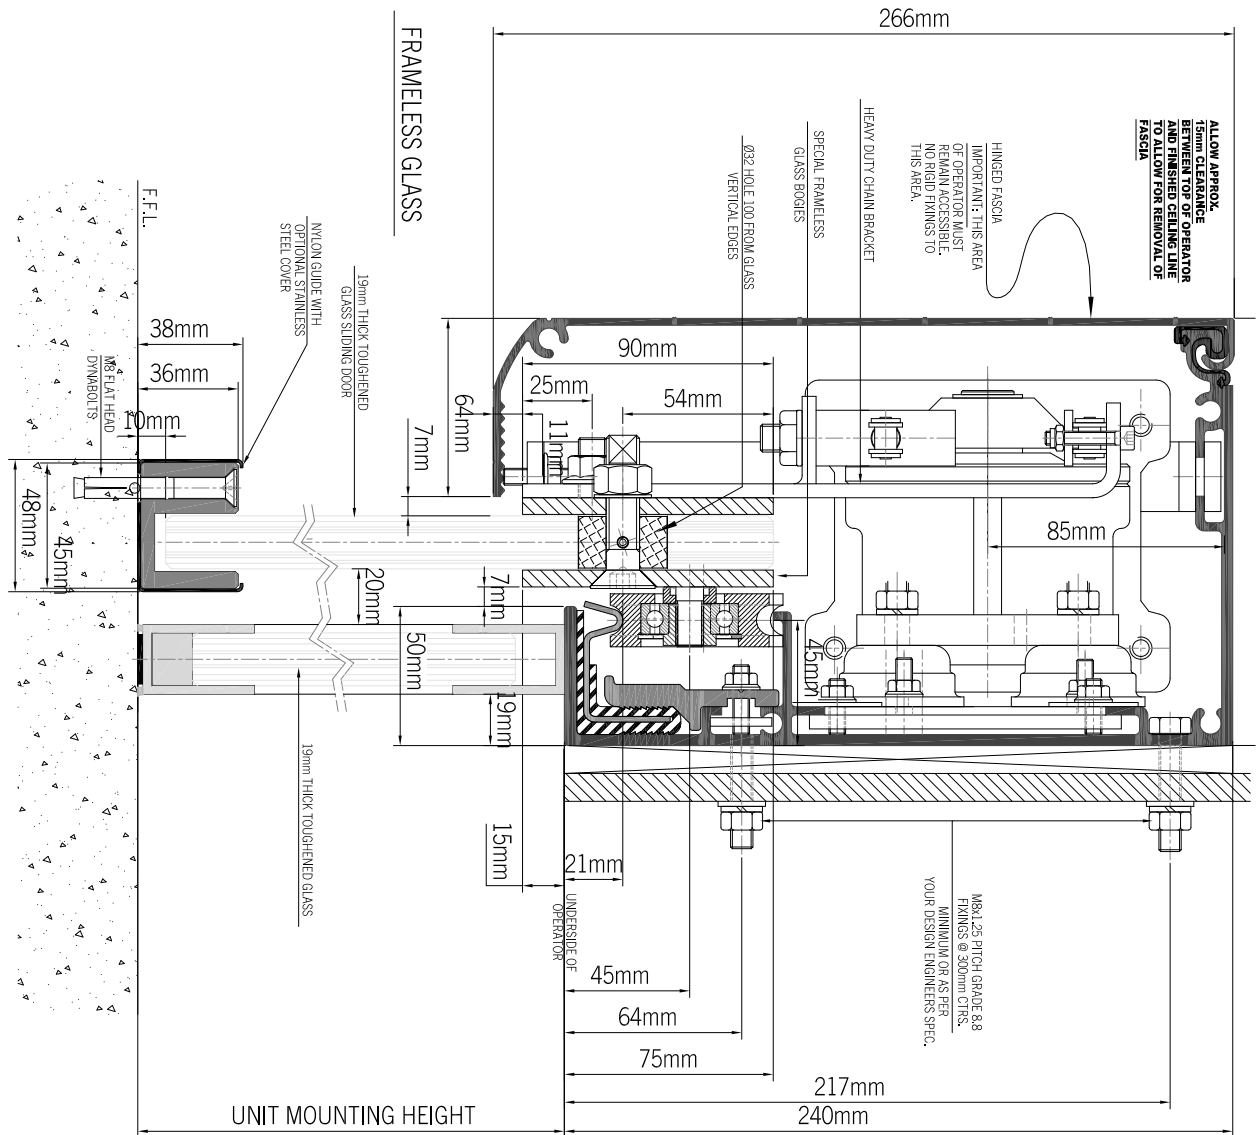 266mm
FRAMELESS GLASS
ALLOW APPROX.
15mm CLEARANCE
BETWEEN TOP OF OPERATOR
AND FINISHED CEILING LINE
TO ALLOW FOR REMOVAL OF
FASCIA
HINGED FASCIA
IMPORTANT: THIS AREA
OF OPERATOR MUST
REMAIN ACCESSIBLE.
NO RIGID FIXINGS TO
THIS AREA.
HEAVY DUTY CHAIN BRACKET
SPECIAL FRAMELESS
GLASS BOGIES
Ø32 HOLE 100 FROM GLASS
VERTICAL EDGES
F.F.L.
NYLON GUIDE WITH
OPTIONAL STAINLESS
STEEL COVER
19mm THICK TOUGHENED
GLASS SLIDING DOOR
38mm
36mm
10mm
M8 FLAT HEAD
DYNABOLTS
48mm
45mm
90mm
25mm
54mm
64mm
7mm
11mm
85mm
20mm
7mm
50mm
45mm
19mm
19mm THICK TOUGHENED GLASS
15mm
21mm
UNDERSIDE OF
OPERATOR
M8x1.25 PITCH GRADE 8.8
FIXINGS @ 300mm CTRS.
MINIMUM OR AS PER
YOUR DESIGN ENGINEERS SPEC.
45mm
64mm
75mm
217mm
240mm
UNIT MOUNTING HEIGHT